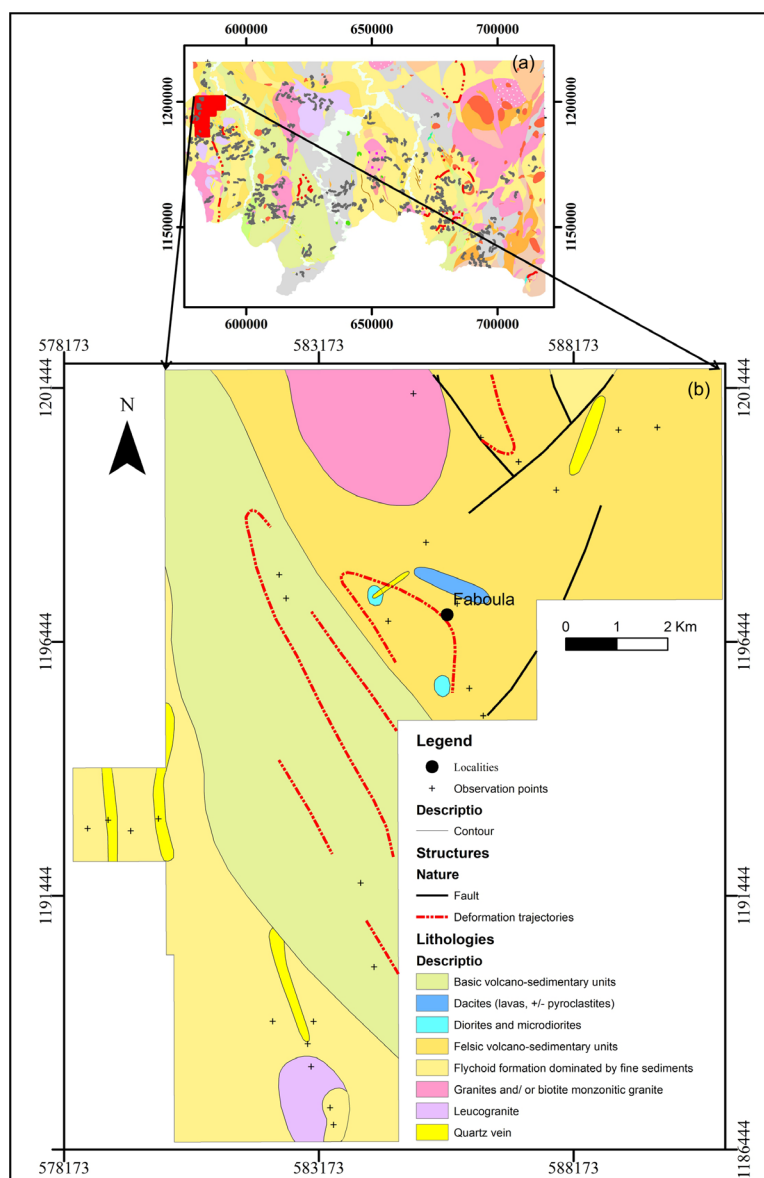 600000 650000 700000
(a)
1200000 1200000
1150000 1150000
600000 650000 700000
578173 583173 588173
1201444 1201444
(b)
N
Faboula
1196444 1196444
0 1 2 Km
Legend
Localities
Observation points
Descriptio
Contour
Structures
Nature
Fault
1191444 1191444
Deformation trajectories
Lithologies
Descriptio
Basic volcano-sedimentary units
Dacites (lavas, +/- pyroclastites)
Diorites and microdiorites
Felsic volcano-sedimentary units
Flychoid formation dominated by fine sediments
Granites and/ or biotite monzonitic granite
Leucogranite
Quartz vein
1186444 1186444
578173 583173 588173